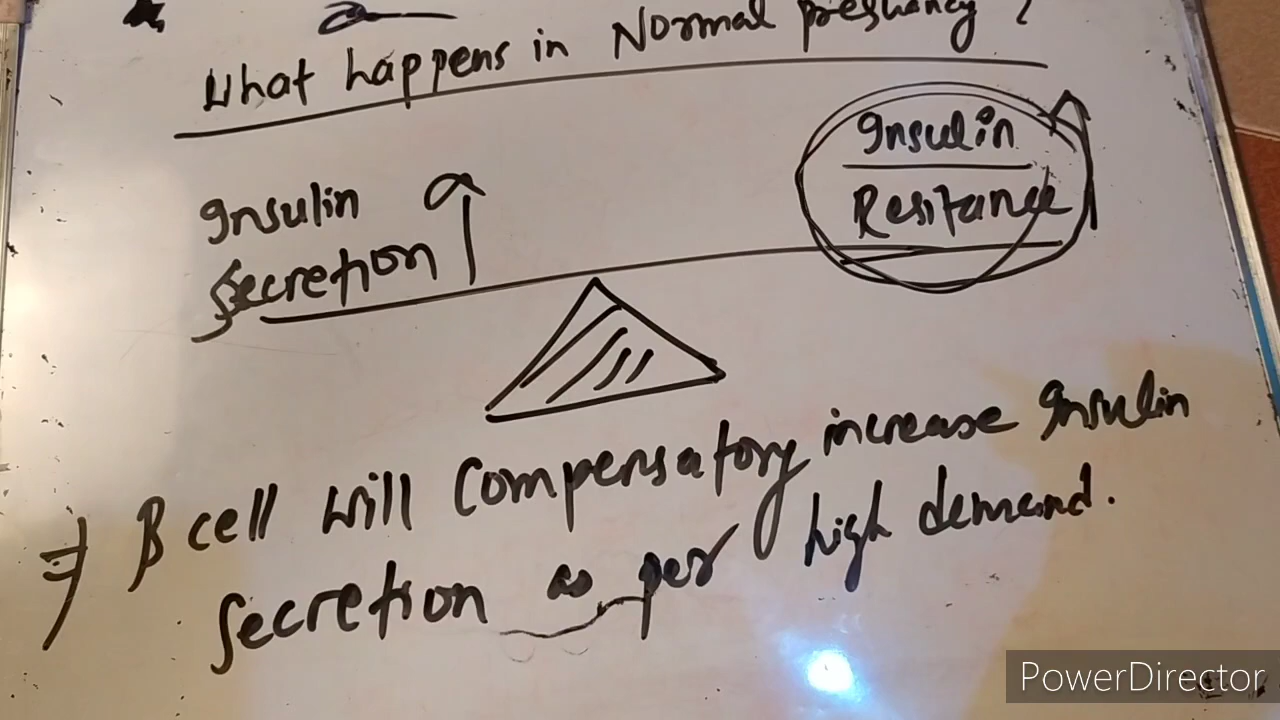 What happens in Normal pregnancy ?
Insulin
Secretion ↑
Insulin
Resitance
⇒ β cell will compensatory increase Insulin
Secretion as per high demand.
PowerDirector